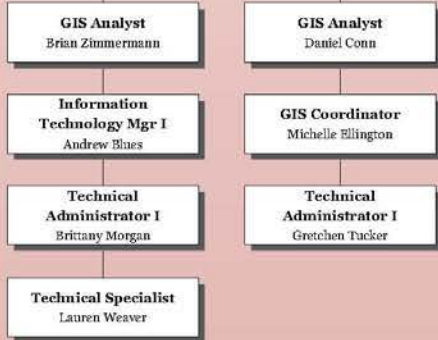 GIS Analyst
Brian Zimmermann
Information
Technology Mgr I
Andrew Blues
Technical
Administrator I
Brittany Morgan
Technical Specialist
Lauren Weaver
GIS Analyst
Daniel Conn
GIS Coordinator
Michelle Ellington
Technical
Administrator I
Gretchen Tucker